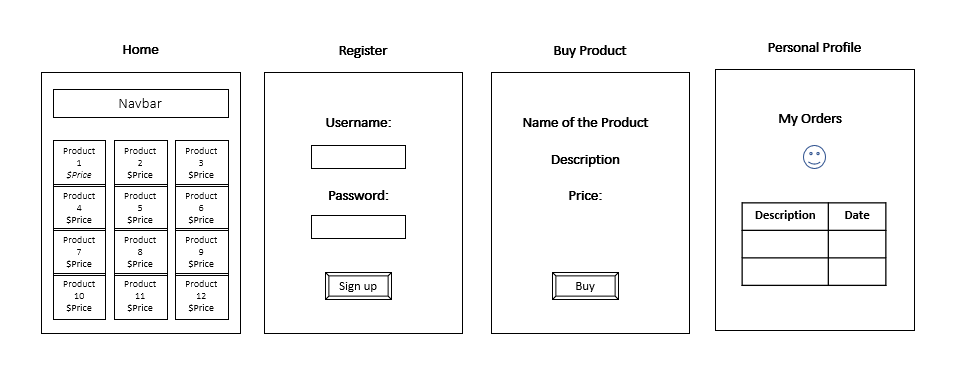 Home
Navbar
Product
1
$Price
Product
2
$Price
Product
3
$Price
Product
4
$Price
Product
5
$Price
Product
6
$Price
Product
7
$Price
Product
8
$Price
Product
9
$Price
Product
10
$Price
Product
11
$Price
Product
12
$Price
Register
Username:
Password:
Sign up
Buy Product
Name of the Product
Description
Price:
Buy
Personal Profile
My Orders
Description Date